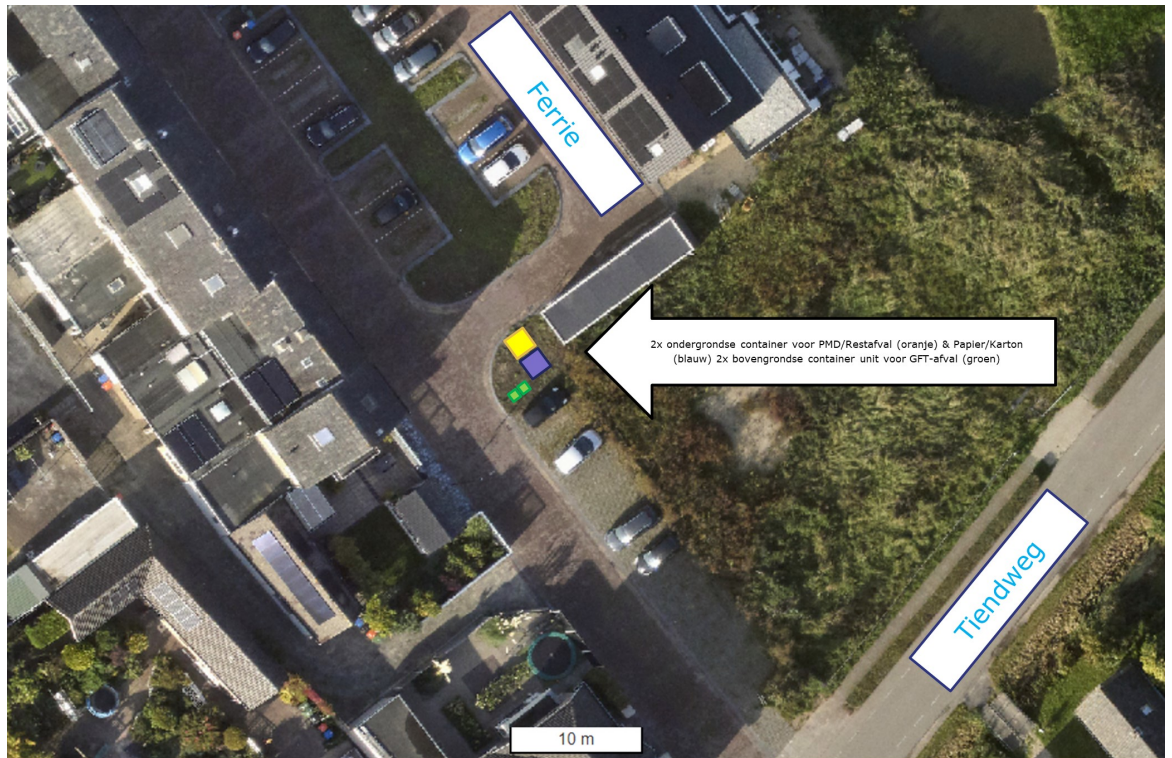 Ferrie
2x ondergrondse container voor PMD/Restafval (oranje) & Papier/Karton
(blauw) 2x bovengrondse container unit voor GFT-afval (groen)
Tiendweg
10 m